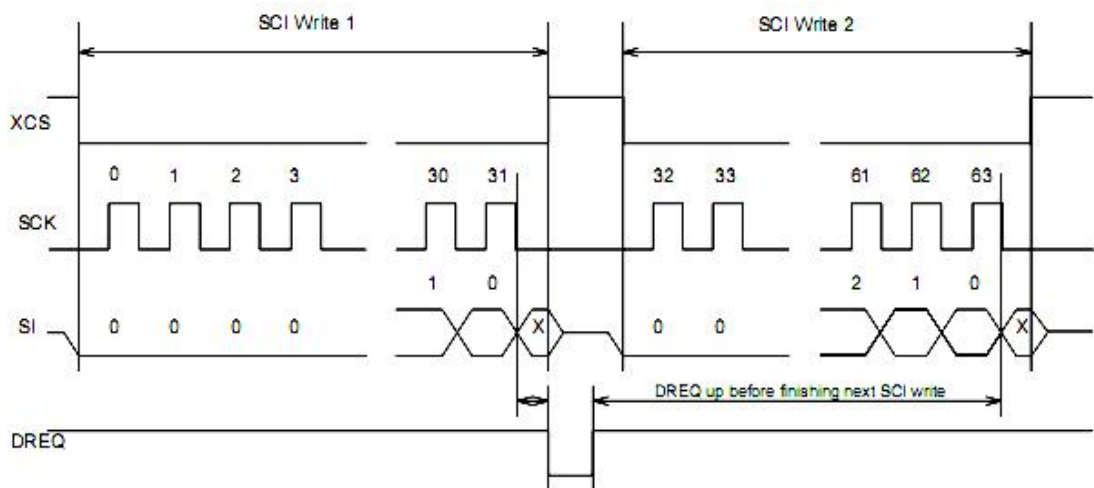 SCI Write 1 SCI Write 2
XCS
0 1 2 3 30 31 32 33 61 62 63
SCK
1 0 2 1 0
SI 0 0 0 0 X 0 0 X
DREQ up before finishing next SCI write
DREQ